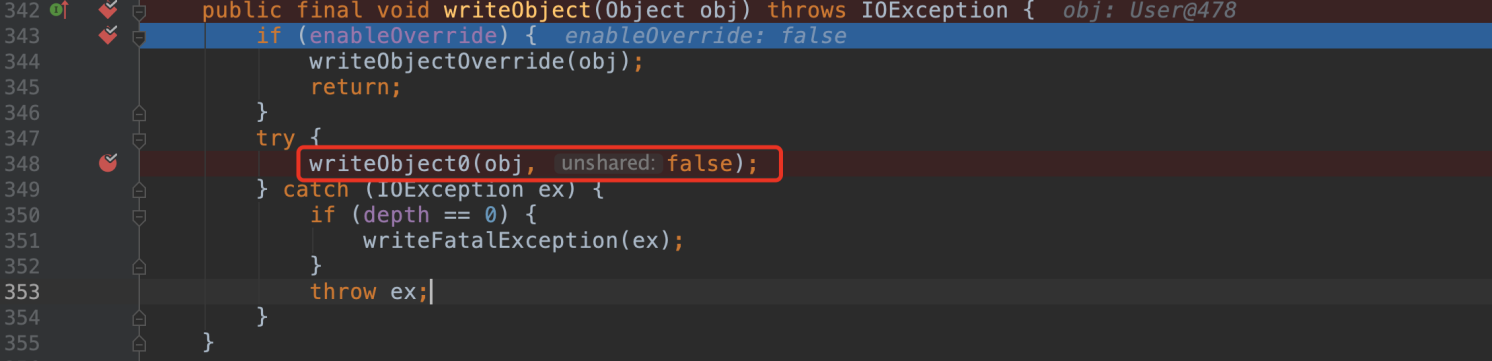 342 public final void writeObject(Object obj) throws IOException { obj: User@478
343 if (enableOverride) { enableOverride: false
344 writeObjectOverride(obj);
345 return;
346 }
347 try {
348 writeObject0(obj, unshared: false);
349 } catch (IOException ex) {
350 if (depth == 0) {
351 writeFatalException(ex);
352 }
353 throw ex;
354 }
355 }